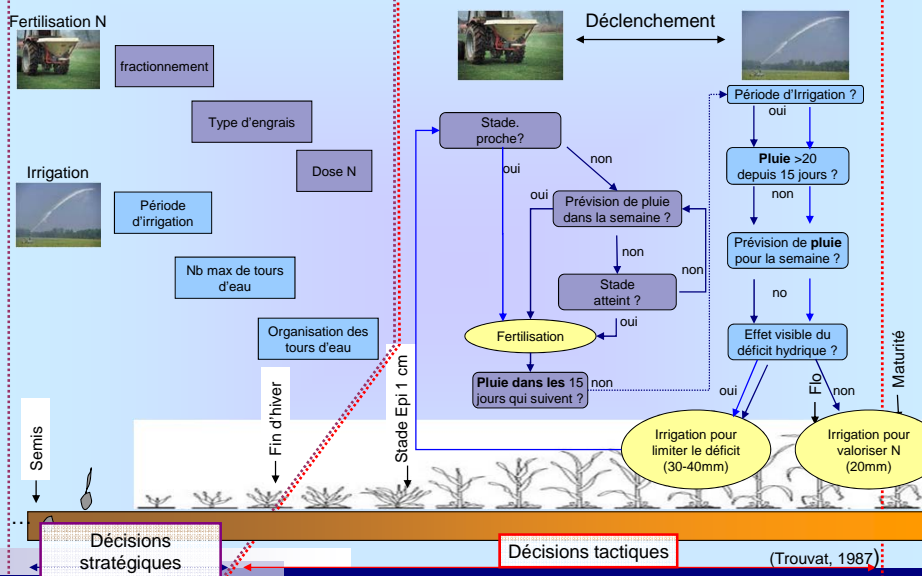 Fertilisation N
fractionnement
Type d'engrais
Dose N
Irrigation
Période
d'irrigation
Nb max de tours
d'eau
Organisation des
tours d'eau
Déclenchement
Stade.
proche?
non
oui
oui
Prévision de pluie
dans la semaine ?
non
non
Stade
atteint ?
oui
Fertilisation
Pluie dans les 15
jours qui suivent ?
non
Période d'Irrigation ?
oui
Pluie >20
depuis 15 jours ?
non
Prévision de pluie
pour la semaine ?
no
Effet visible du
déficit hydrique ?
oui
non
Irrigation pour
limiter le déficit
(30-40mm)
Irrigation pour
valoriser N
(20mm)
Semis
Fin d'hiver
Stade Epi 1 cm
Flo
Maturité
...
Décisions
stratégiques
Décisions tactiques
(Trouvat, 1987)